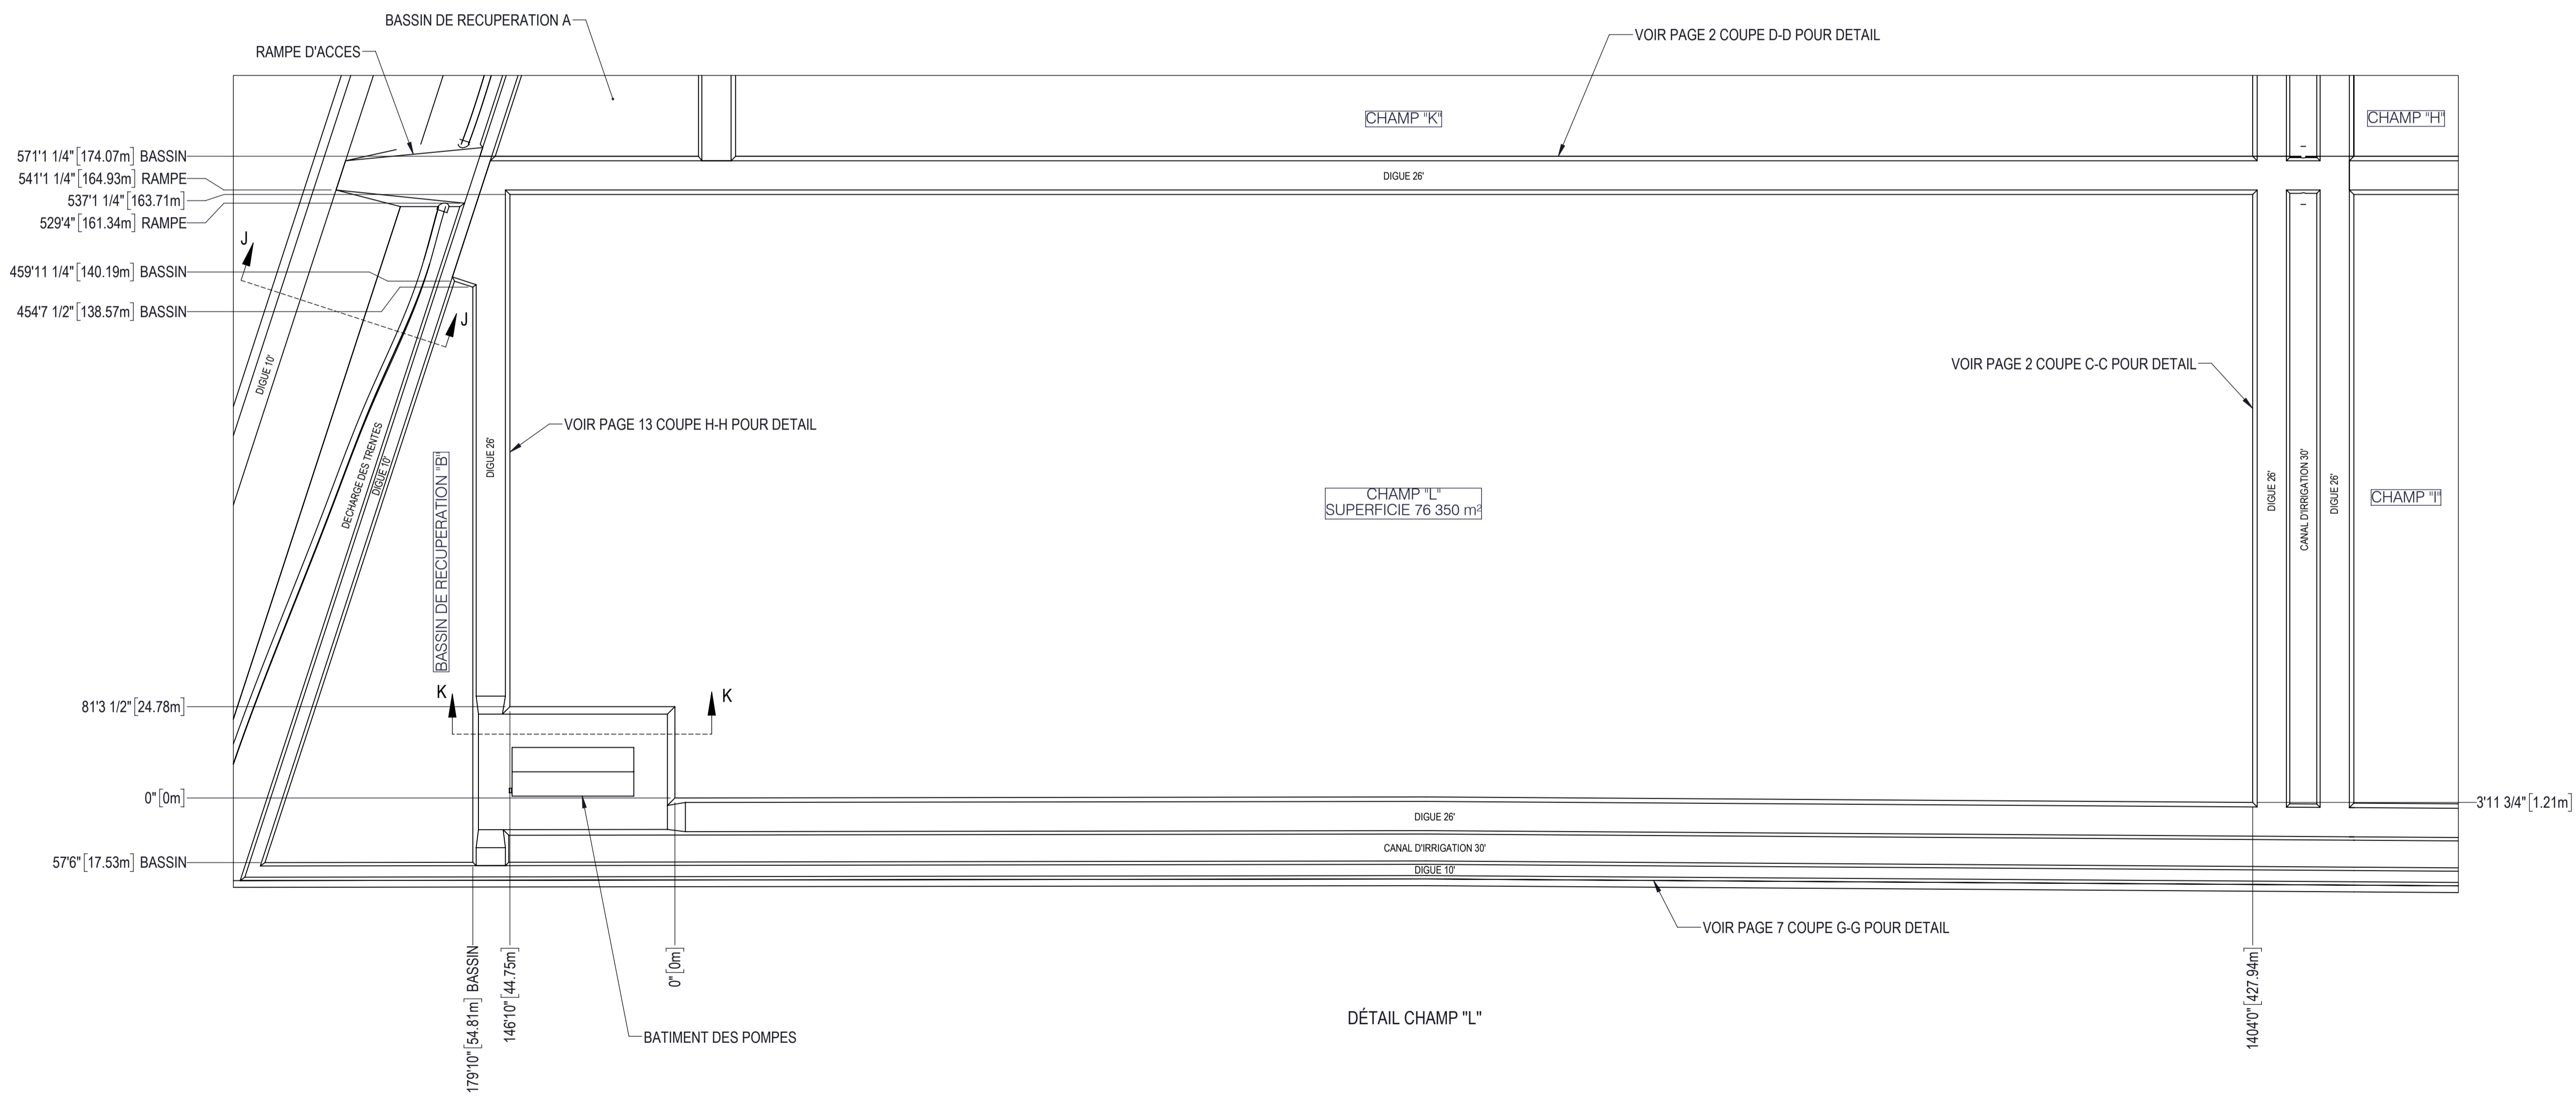 BASSIN DE RECUPERATION A
RAMPE D'ACCES
VOIR PAGE 2 COUPE D-D POUR DETAIL
CHAMP "K"
CHAMP "H"
571'1 1/4" [174.07m] BASSIN
541'1 1/4" [164.93m] RAMPE
537'1 1/4" [163.71m]
529'4" [161.34m] RAMPE
459'11 1/4" [140.19m] BASSIN
454'7 1/2" [138.57m] BASSIN
DIGUE 26'
J
J
DIGUE 10'
DECHARGE DES TRENTES
DIGUE 10'
BASSIN DE RECUPERATION "B"
DIGUE 26'
VOIR PAGE 13 COUPE H-H POUR DETAIL
VOIR PAGE 2 COUPE C-C POUR DETAIL
CHAMP "L"
SUPERFICIE 76 350 m²
DIGUE 26'
CANAL D'IRRIGATION 30'
DIGUE 26'
CHAMP "I"
K
K
81'3 1/2" [24.78m]
0" [0m]
57'6" [17.53m] BASSIN
3'11 3/4" [1.21m]
DIGUE 26'
CANAL D'IRRIGATION 30'
DIGUE 10'
VOIR PAGE 7 COUPE G-G POUR DETAIL
179'10" [54.81m] BASSIN
146'10" [44.75m]
0" [0m]
1404'0" [427.94m]
BATIMENT DES POMPES
DÉTAIL CHAMP "L"